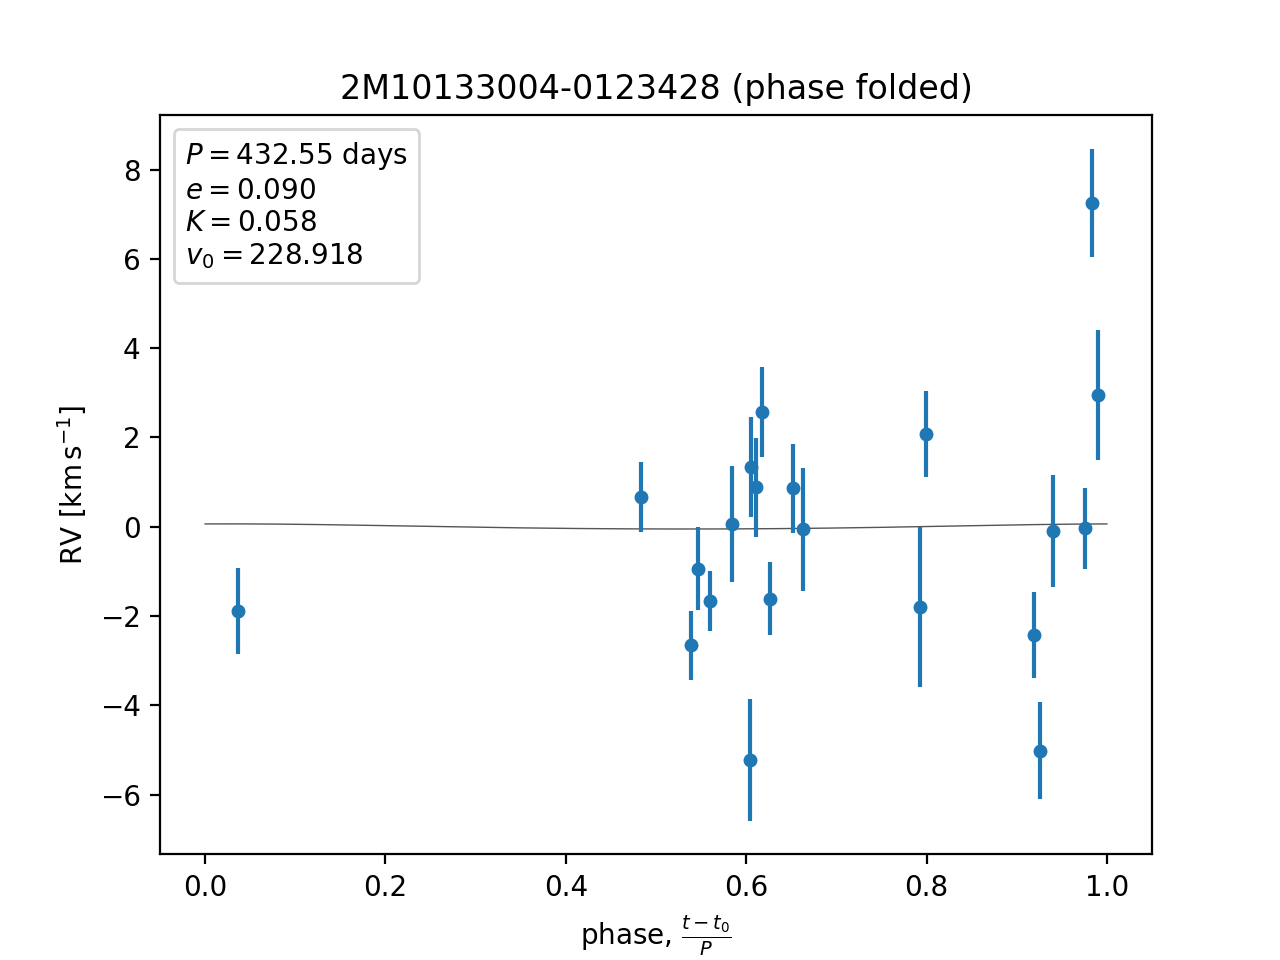 2M10133004-0123428 (phase folded)
P = 432.55 days
e = 0.090
K = 0.058
v₀ = 228.918
8
6
4
2
0
−2
−4
−6
RV [km s⁻¹]
0.0 0.2 0.4 0.6 0.8 1.0
phase, (t − t₀)/P